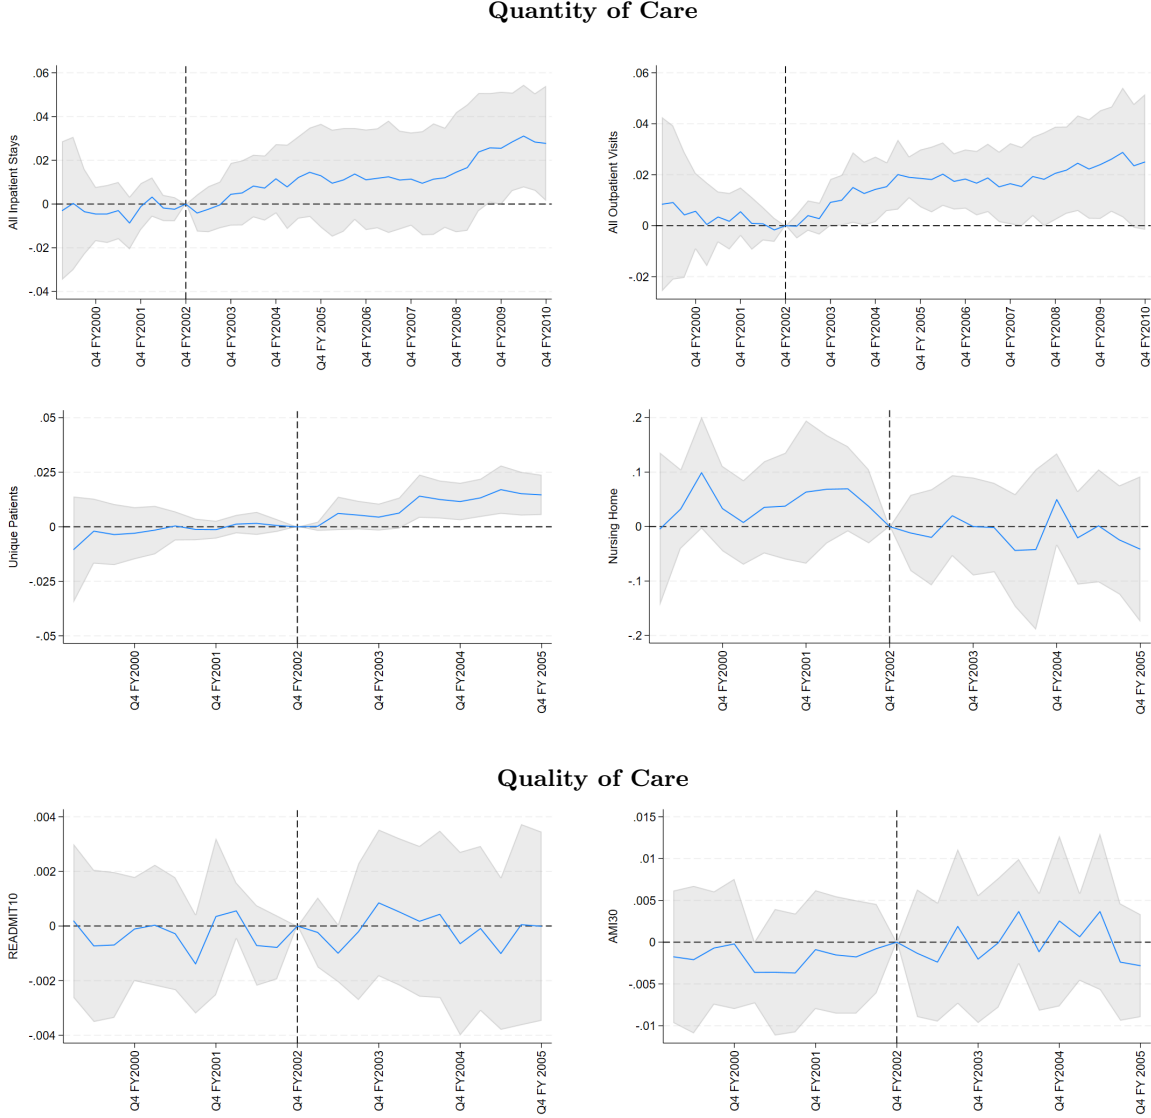 Quantity of Care
All Inpatient Stays
.06
.04
.02
0
-.02
-.04
Q4 FY2000
Q4 FY2001
Q4 FY2002
Q4 FY2003
Q4 FY2004
Q4 FY 2005
Q4 FY2006
Q4 FY2007
Q4 FY2008
Q4 FY2009
Q4 FY2010
All Outpatient Visits
.06
.04
.02
0
-.02
Q4 FY2000
Q4 FY2001
Q4 FY2002
Q4 FY2003
Q4 FY2004
Q4 FY 2005
Q4 FY2006
Q4 FY2007
Q4 FY2008
Q4 FY2009
Q4 FY2010
Unique Patients
.05
.025
0
-.025
-.05
Q4 FY2000
Q4 FY2001
Q4 FY2002
Q4 FY2003
Q4 FY2004
Q4 FY 2005
Nursing Home
.2
.1
0
-.1
-.2
Q4 FY2000
Q4 FY2001
Q4 FY2002
Q4 FY2003
Q4 FY2004
Q4 FY 2005
Quality of Care
READMIT10
.004
.002
0
-.002
-.004
Q4 FY2000
Q4 FY2001
Q4 FY2002
Q4 FY2003
Q4 FY2004
Q4 FY 2005
AMI30
.015
.01
.005
0
-.005
-.01
Q4 FY2000
Q4 FY2001
Q4 FY2002
Q4 FY2003
Q4 FY2004
Q4 FY 2005